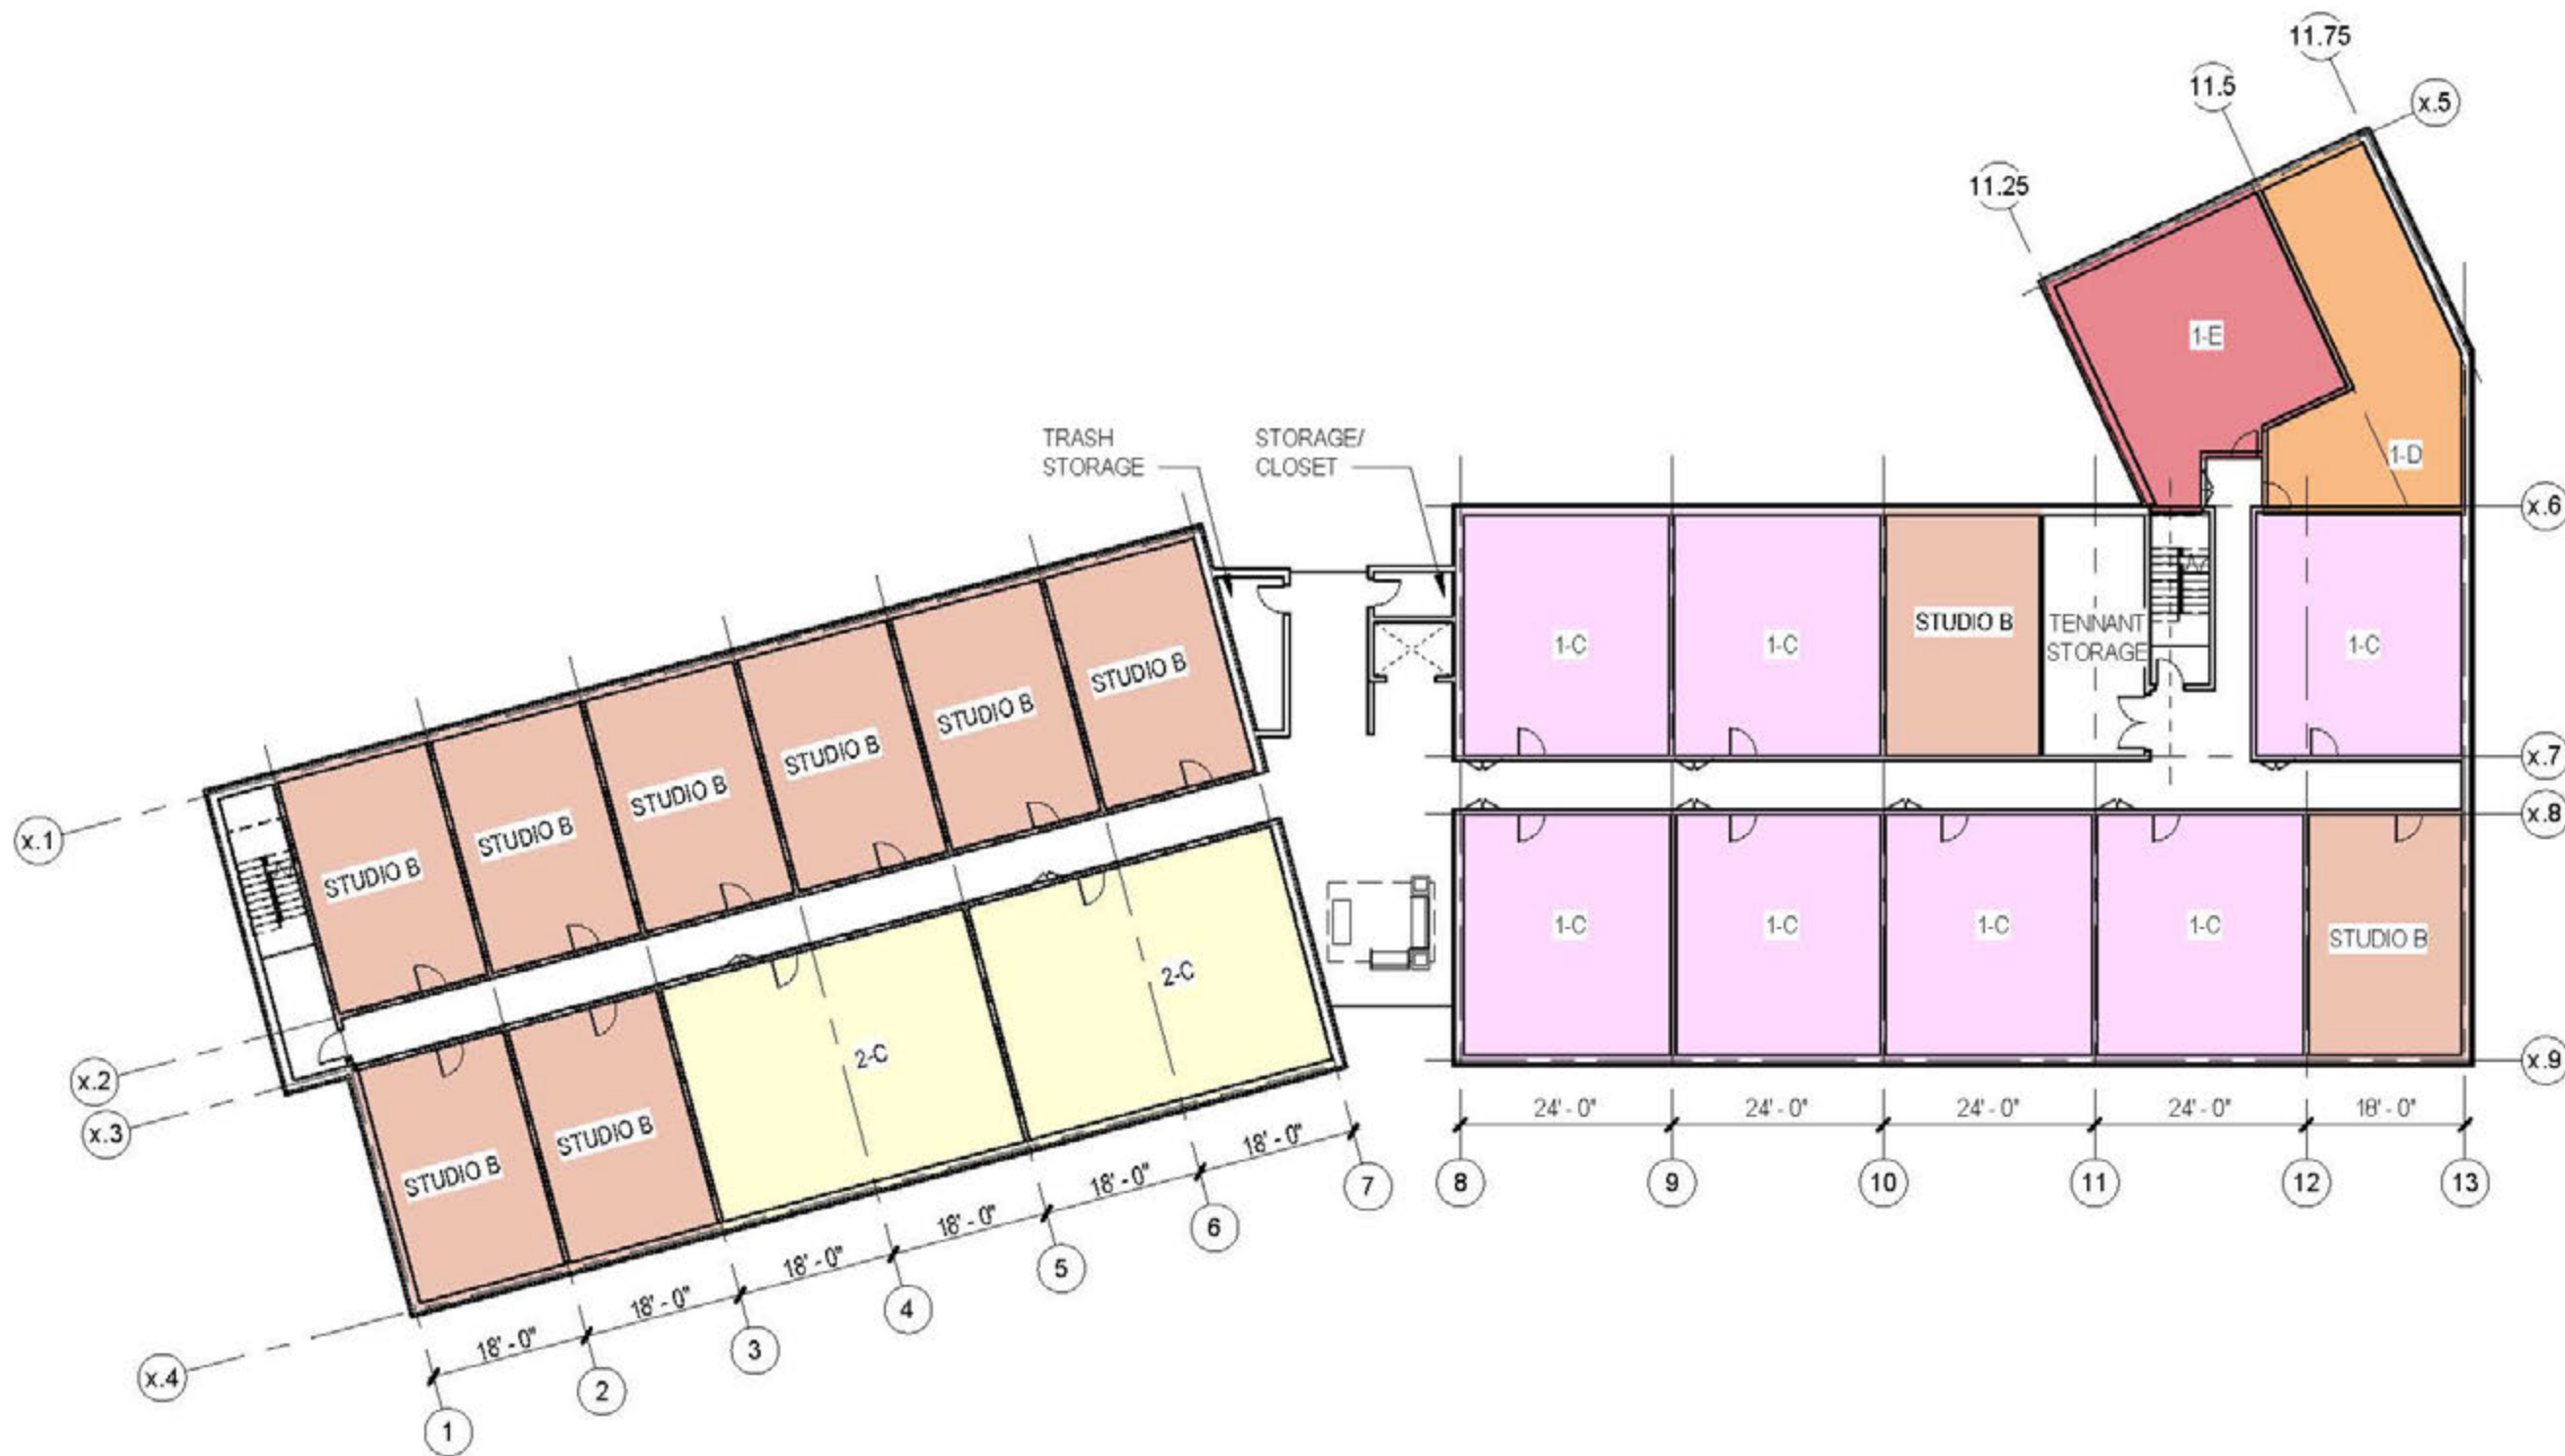 11.75
11.5
x.5
11.25
1-E
TRASH
STORAGE
STORAGE/
CLOSET
1-D
x.6
STUDIO B
STUDIO B
STUDIO B
STUDIO B
STUDIO B
STUDIO B
1-C
1-C
STUDIO B
TENNANT
STORAGE
1-C
x.7
x.1
x.8
2-C
2-C
1-C
1-C
1-C
1-C
STUDIO B
x.2
x.3
x.9
STUDIO B
STUDIO B
24' - 0"
24' - 0"
24' - 0"
24' - 0"
18' - 0"
8
9
10
11
12
13
18' - 0"
18' - 0"
18' - 0"
18' - 0"
18' - 0"
18' - 0"
x.4
1
2
3
4
5
6
7